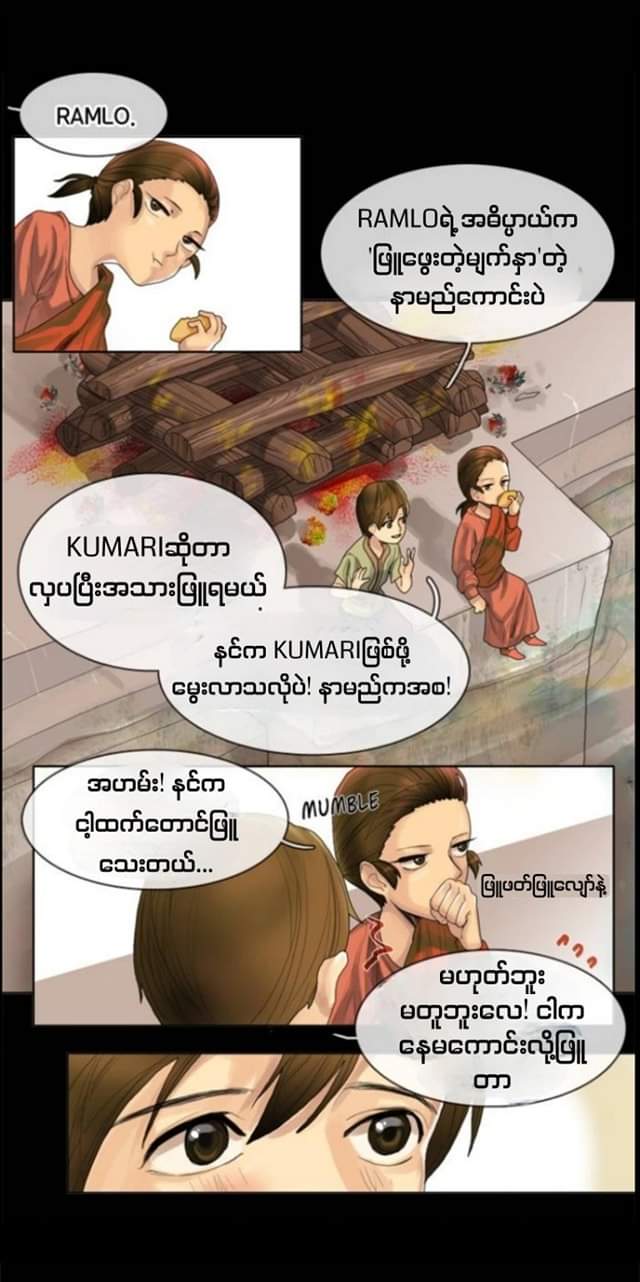 RAMLO.
RAMLOရဲ့ အဓိပ္ပာယ်က
'ဖြူဖွေးတဲ့မျက်နှာ'တဲ့
နာမည်ကောင်းပဲ
KUMARIဆိုတာ
လှပပြီးအသားဖြူရမယ်
နင်က KUMARIဖြစ်ဖို့
မွေးလာသလိုပဲ! နာမည်ကအစ!
အဟမ်း! နင်က
ငါ့ထက်တောင်ဖြူ
သေးတယ်...
MUMBLE
ဖြူဖတ်ဖြူလျော်နဲ့
မဟုတ်ဘူး
မတူဘူးလေ! ငါက
နေမကောင်းလို့ဖြူ
တာ